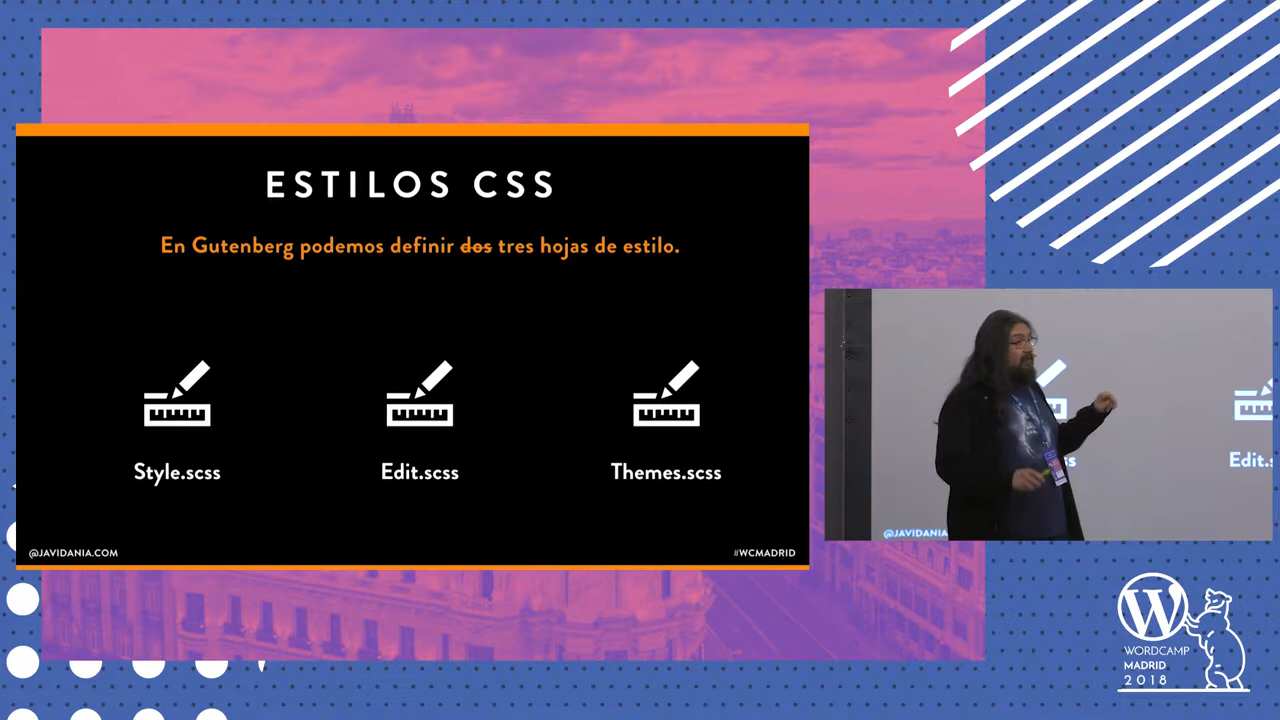 ESTILOS CSS
En Gutenberg podemos definir dos tres hojas de estilo.
Style.scss
Edit.scss
Themes.scss
@JAVIDANIA.COM
#WCMADRID
ss
Edit.s
@JAVIDANIA
WORDCAMP
MADRID
2018